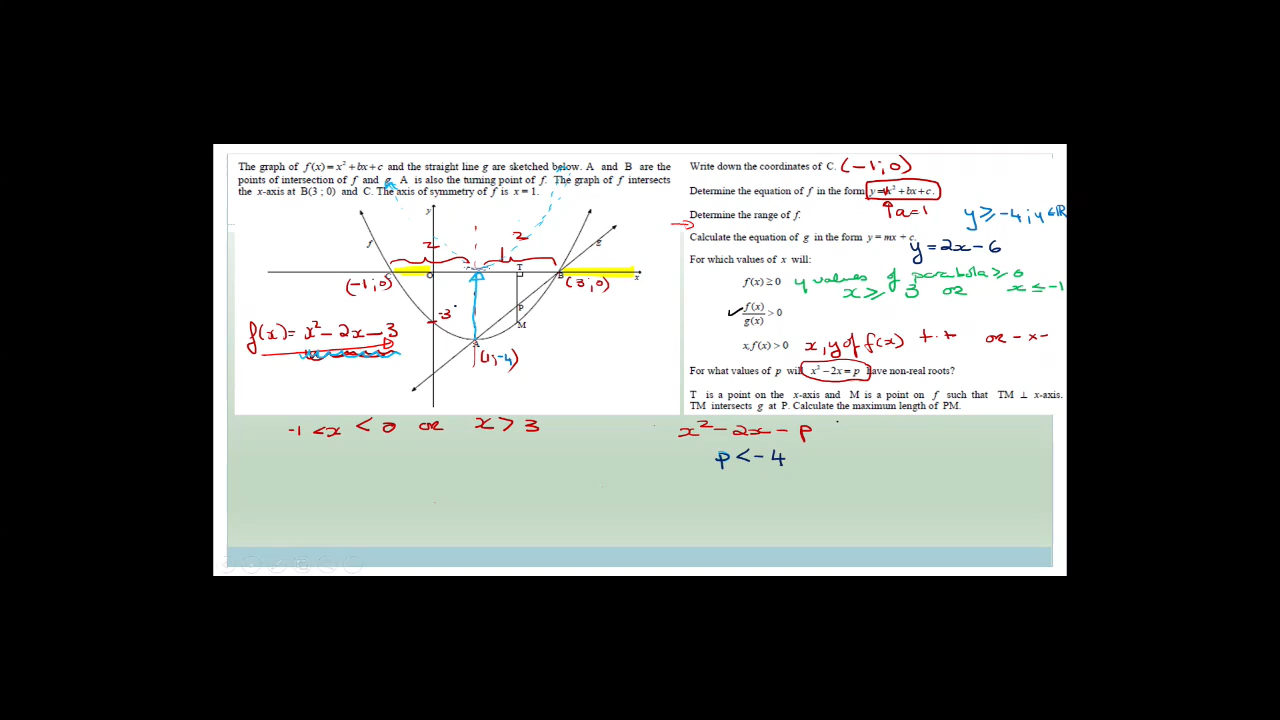 The graph of f(x) = x² + bx + c and the straight line g are sketched below. A and B are the
points of intersection of f and g. A is also the turning point of f. The graph of f intersects
the x-axis at B(3 ; 0) and C. The axis of symmetry of f is x = 1.
y
f
g
2
2
T
O
B
x
(-1; 0)
(3; 0)
P
-3
M
f(x) = x² - 2x - 3
A
(1; -4)
-1 < x < 0 or x > 3
Write down the coordinates of C. (-1; 0)
Determine the equation of f in the form y = x² + bx + c.
a = 1
Determine the range of f. y ≥ -4; y ∈ ℝ
Calculate the equation of g in the form y = mx + c.
y = 2x - 6
For which values of x will:
f(x) ≥ 0 y values of parabola ≥ 0
x ≥ 3 or x ≤ -1
✓ f(x)/g(x) > 0
x.f(x) > 0 x, y of f(x) +·+ or - x -
For what values of p will x² - 2x = p have non-real roots?
T is a point on the x-axis and M is a point on f such that TM ⊥ x-axis.
TM intersects g at P. Calculate the maximum length of PM.
x² - 2x - p
p < -4